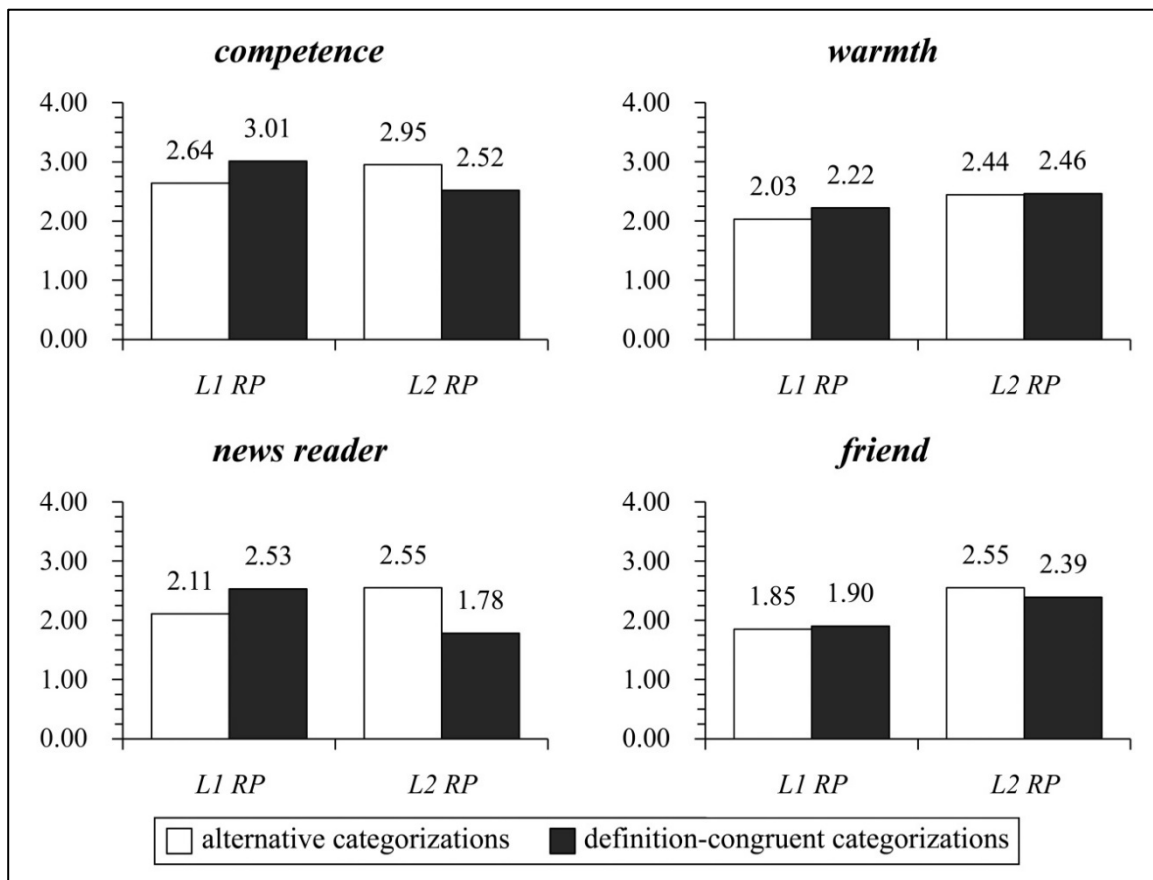 competence
4.00
3.00
2.00
1.00
0.00
2.64
3.01
2.95
2.52
L1 RP
L2 RP
warmth
4.00
3.00
2.00
1.00
0.00
2.03
2.22
2.44
2.46
L1 RP
L2 RP
news reader
4.00
3.00
2.00
1.00
0.00
2.11
2.53
2.55
1.78
L1 RP
L2 RP
friend
4.00
3.00
2.00
1.00
0.00
1.85
1.90
2.55
2.39
L1 RP
L2 RP
alternative categorizations
definition-congruent categorizations